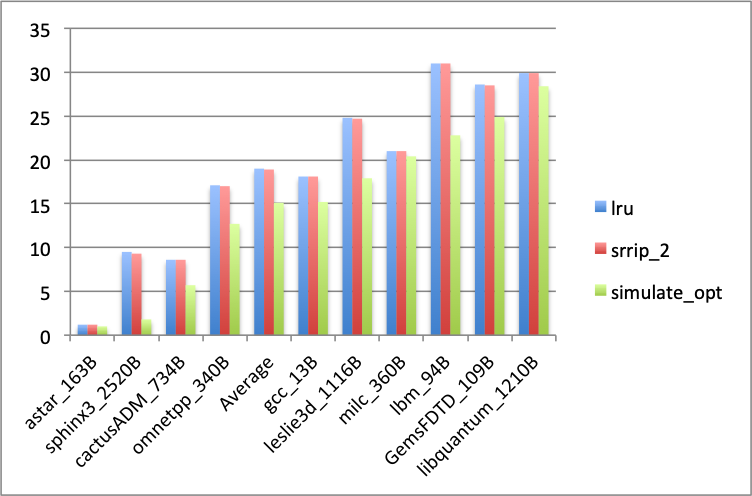 35
30
25
20
15
10
5
0
astar_163B
sphinx3_2520B
cactusADM_734B
omnetpp_340B
Average
gcc_13B
leslie3d_1116B
milc_360B
lbm_94B
GemsFDTD_109B
libquantum_1210B
lru
srrip_2
simulate_opt